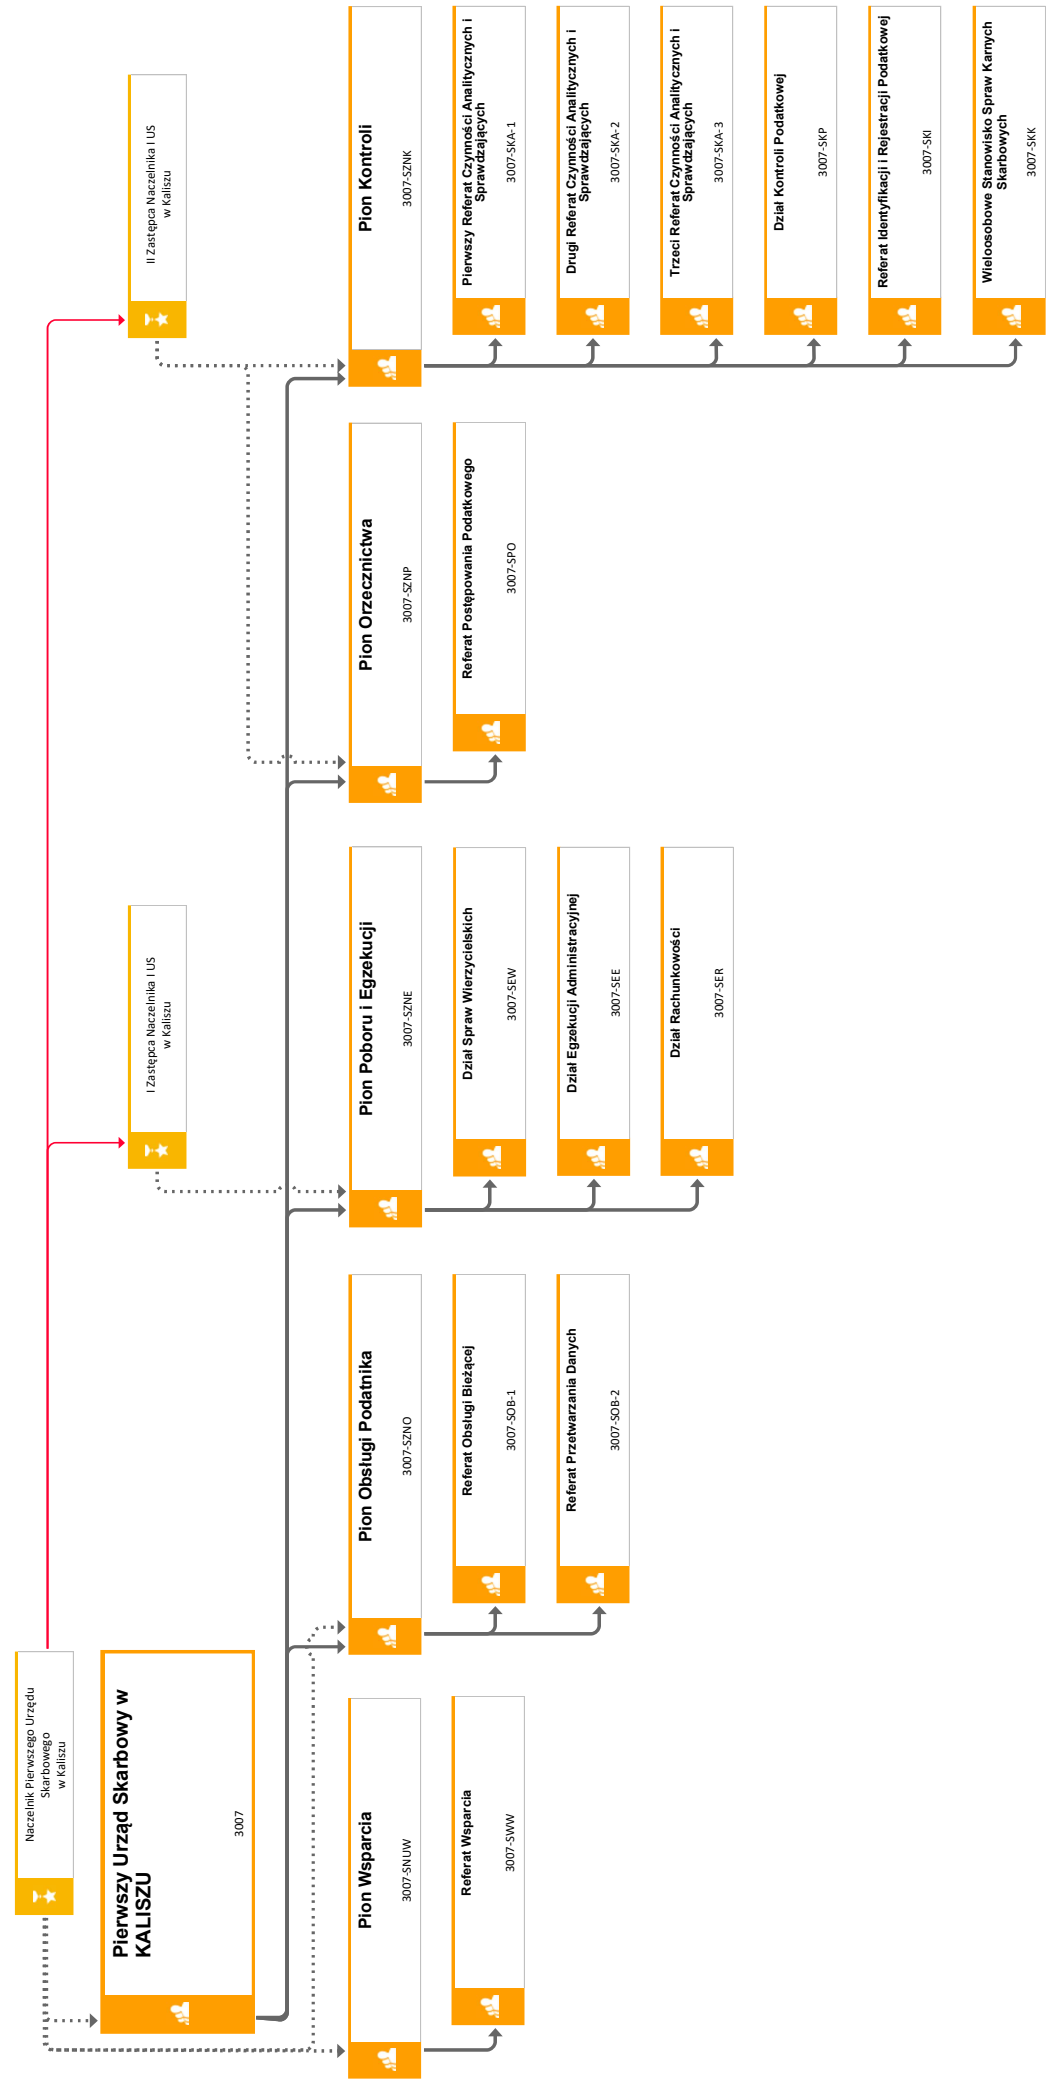 Naczelnik Pierwszego Urzędu
Skarbowego
w Kaliszu
Pierwszy Urząd Skarbowy w
KALISZU
3007
I Zastępca Naczelnika I US
w Kaliszu
II Zastępca Naczelnika I US
w Kaliszu
Pion Wsparcia
3007-SNUW
Referat Wsparcia
3007-SWW
Pion Obsługi Podatnika
3007-SZNO
Referat Obsługi Bieżącej
3007-SOB-1
Referat Przetwarzania Danych
3007-SOB-2
Pion Poboru i Egzekucji
3007-SZNE
Dział Spraw Wierzycielskich
3007-SEW
Dział Egzekucji Administracyjnej
3007-SEE
Dział Rachunkowości
3007-SER
Pion Orzecznictwa
3007-SZNP
Referat Postępowania Podatkowego
3007-SPO
Pion Kontroli
3007-SZNK
Pierwszy Referat Czynności Analitycznych i
Sprawdzających
3007-SKA-1
Drugi Referat Czynności Analitycznych i
Sprawdzających
3007-SKA-2
Trzeci Referat Czynności Analitycznych i
Sprawdzających
3007-SKA-3
Dział Kontroli Podatkowej
3007-SKP
Referat Identyfikacji i Rejestracji Podatkowej
3007-SKI
Wieloosobowe Stanowisko Spraw Karnych
Skarbowych
3007-SKK